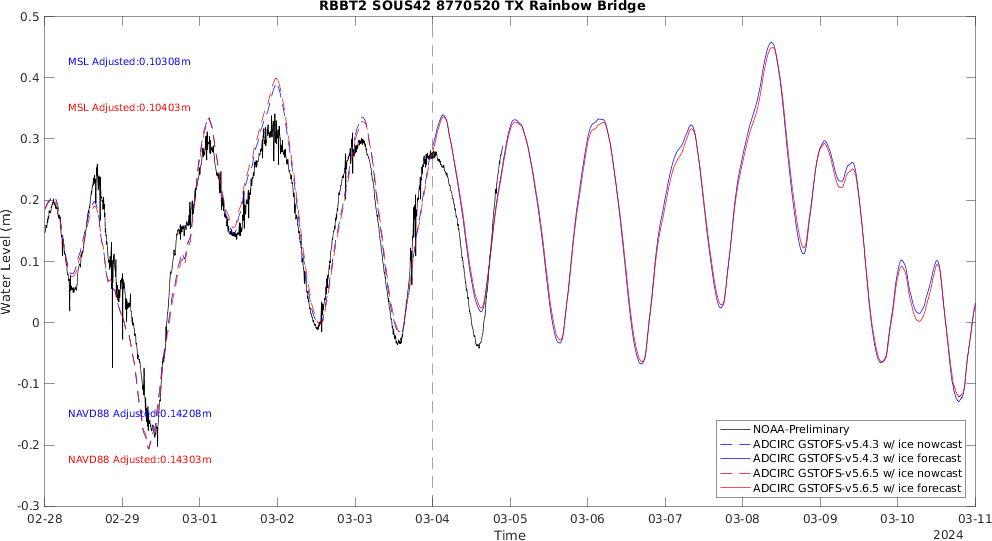 RBBT2 SOUS42 8770520 TX Rainbow Bridge
0.5
0.4
0.3
0.2
0.1
0
-0.1
-0.2
-0.3
Water Level (m)
MSL Adjusted:0.10308m
MSL Adjusted:0.10403m
NAVD88 Adjusted:0.14208m
NAVD88 Adjusted:0.14303m
NOAA-Preliminary
ADCIRC GSTOFS-v5.4.3 w/ ice nowcast
ADCIRC GSTOFS-v5.4.3 w/ ice forecast
ADCIRC GSTOFS-v5.6.5 w/ ice nowcast
ADCIRC GSTOFS-v5.6.5 w/ ice forecast
02-28 02-29 03-01 03-02 03-03 03-04 03-05 03-06 03-07 03-08 03-09 03-10 03-11
Time
2024